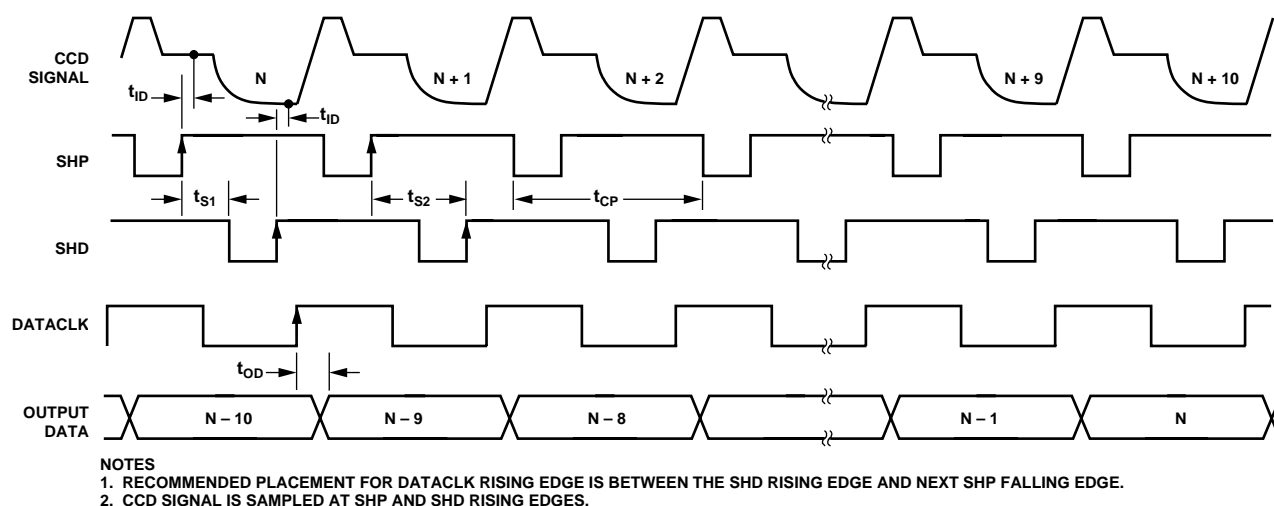 CCD
SIGNAL
N
N + 1
N + 2
N + 9
N + 10
tID
tID
SHP
tS1
tS2
tCP
SHD
DATACLK
tOD
OUTPUT
DATA
N – 10
N – 9
N – 8
N – 1
N
NOTES
1. RECOMMENDED PLACEMENT FOR DATACLK RISING EDGE IS BETWEEN THE SHD RISING EDGE AND NEXT SHP FALLING EDGE.
2. CCD SIGNAL IS SAMPLED AT SHP AND SHD RISING EDGES.